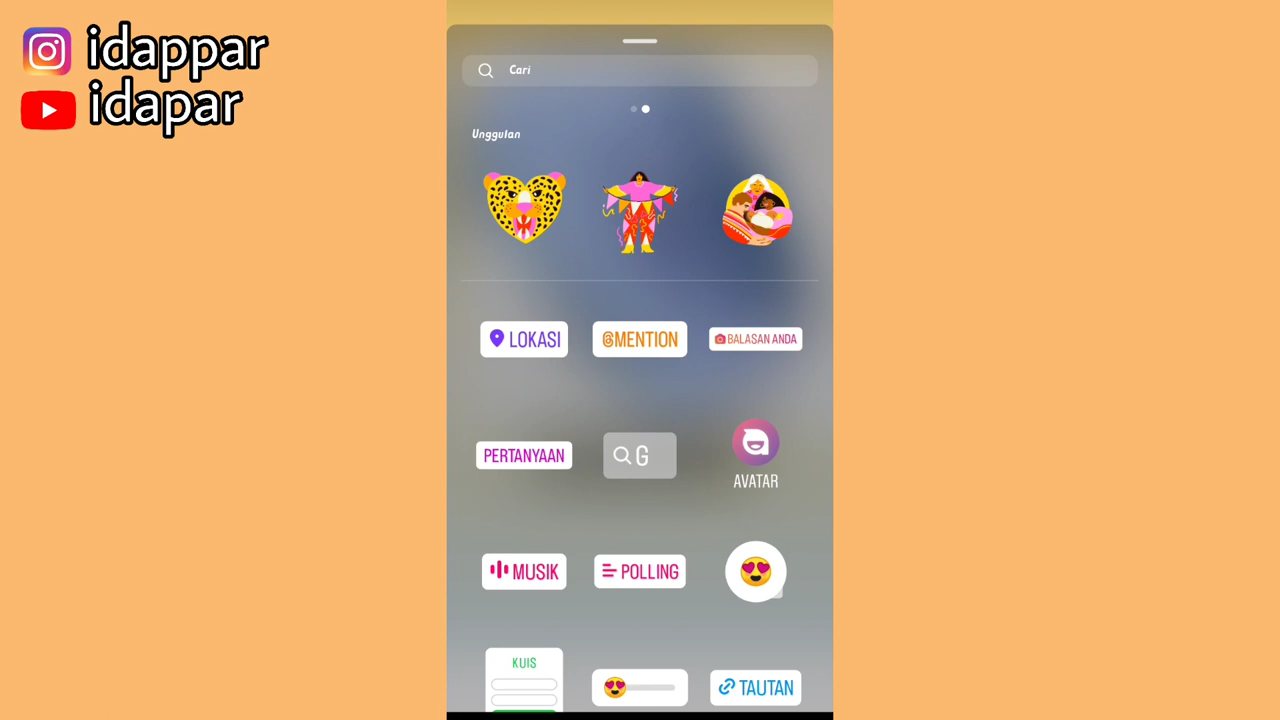 idappar
idapar
Cari
Unggulan
LOKASI
@MENTION
BALASAN ANDA
PERTANYAAN
G
AVATAR
MUSIK
POLLING
KUIS
TAUTAN